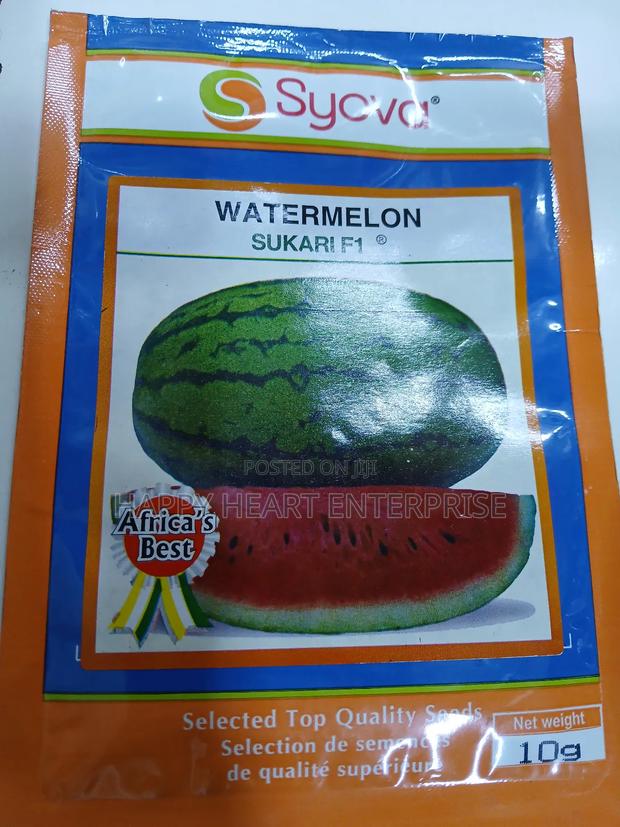 Syova®
WATERMELON
SUKARI F1 ®
POSTED ON JIJI
HAPPY HEART ENTERPRISE
Africa's
Best
Selected Top Quality Seeds
Selection de semences
de qualité supérieure
Net weight
10g